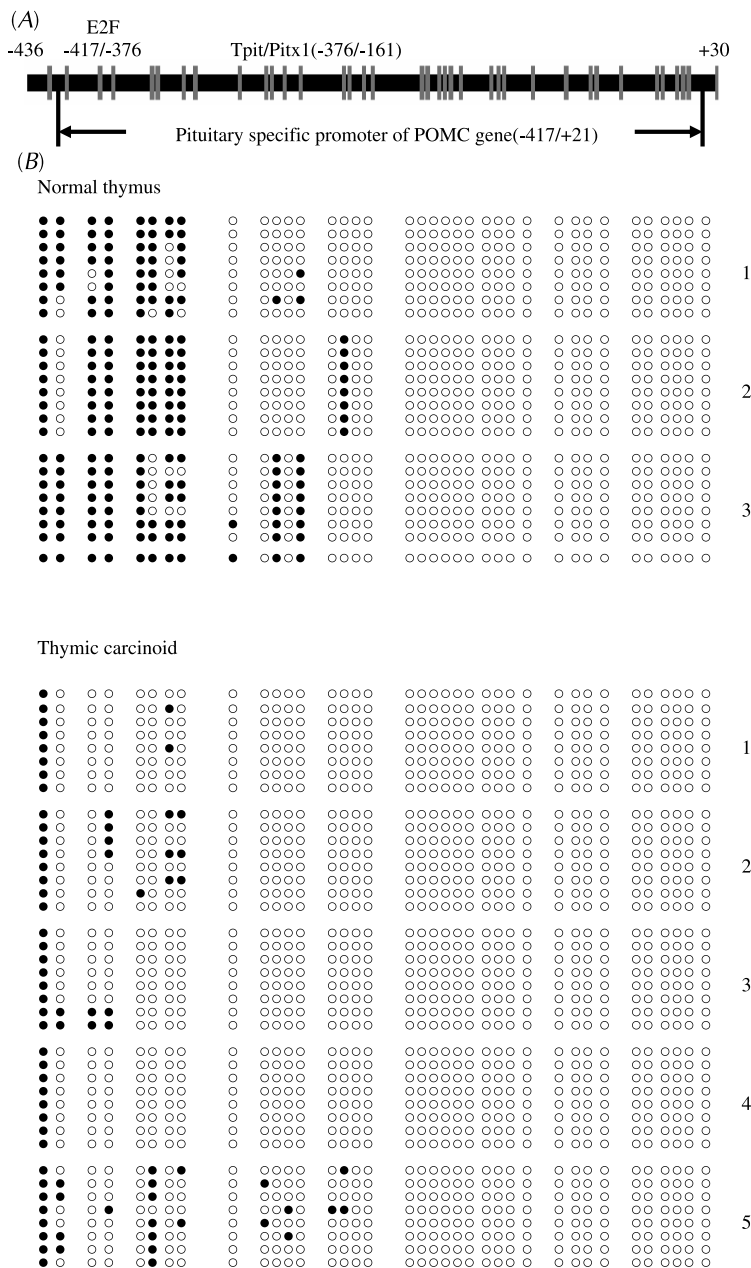 (A)
E2F
-436 -417/-376 Tpit/Pitx1(-376/-161) +30
Pituitary specific promoter of POMC gene(-417/+21)
(B)
Normal thymus
1
2
3
Thymic carcinoid
1
2
3
4
5